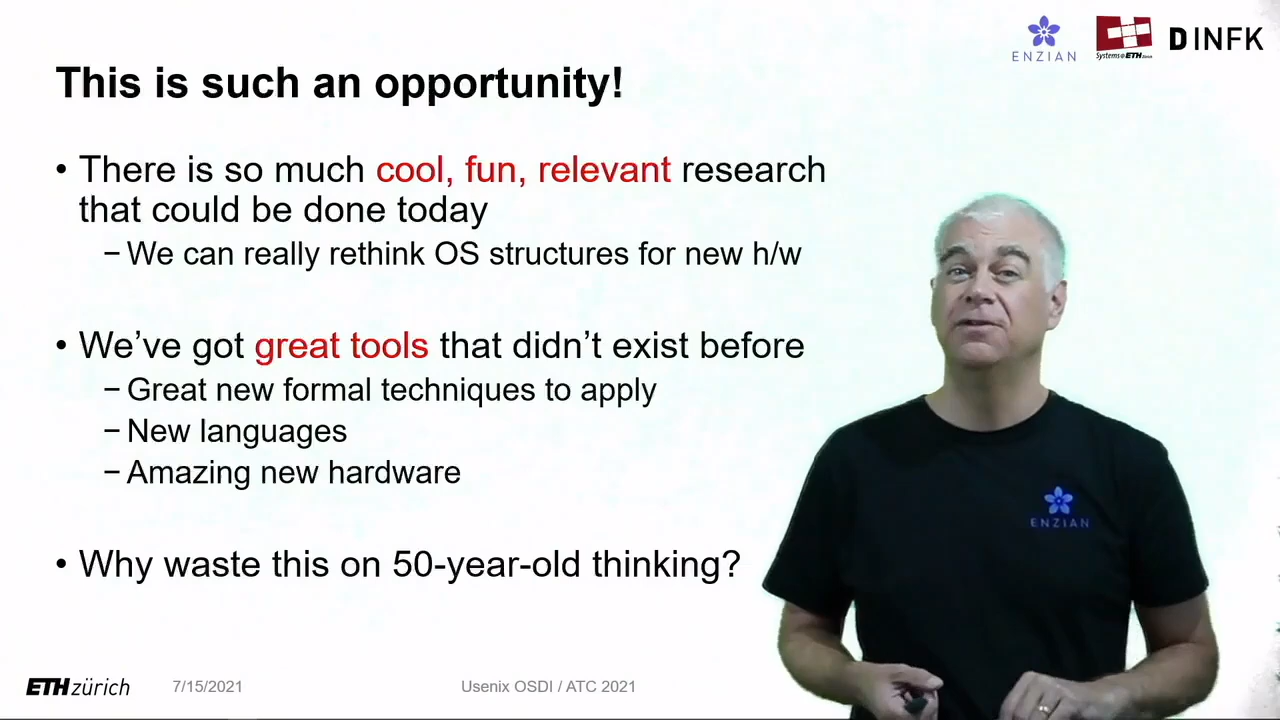 ENZIAN
Systems@ETH Zürich
D INFK
This is such an opportunity!
• There is so much cool, fun, relevant research
that could be done today
– We can really rethink OS structures for new h/w
• We’ve got great tools that didn’t exist before
– Great new formal techniques to apply
– New languages
– Amazing new hardware
• Why waste this on 50-year-old thinking?
ENZIAN
ETH zürich
7/15/2021
Usenix OSDI / ATC 2021